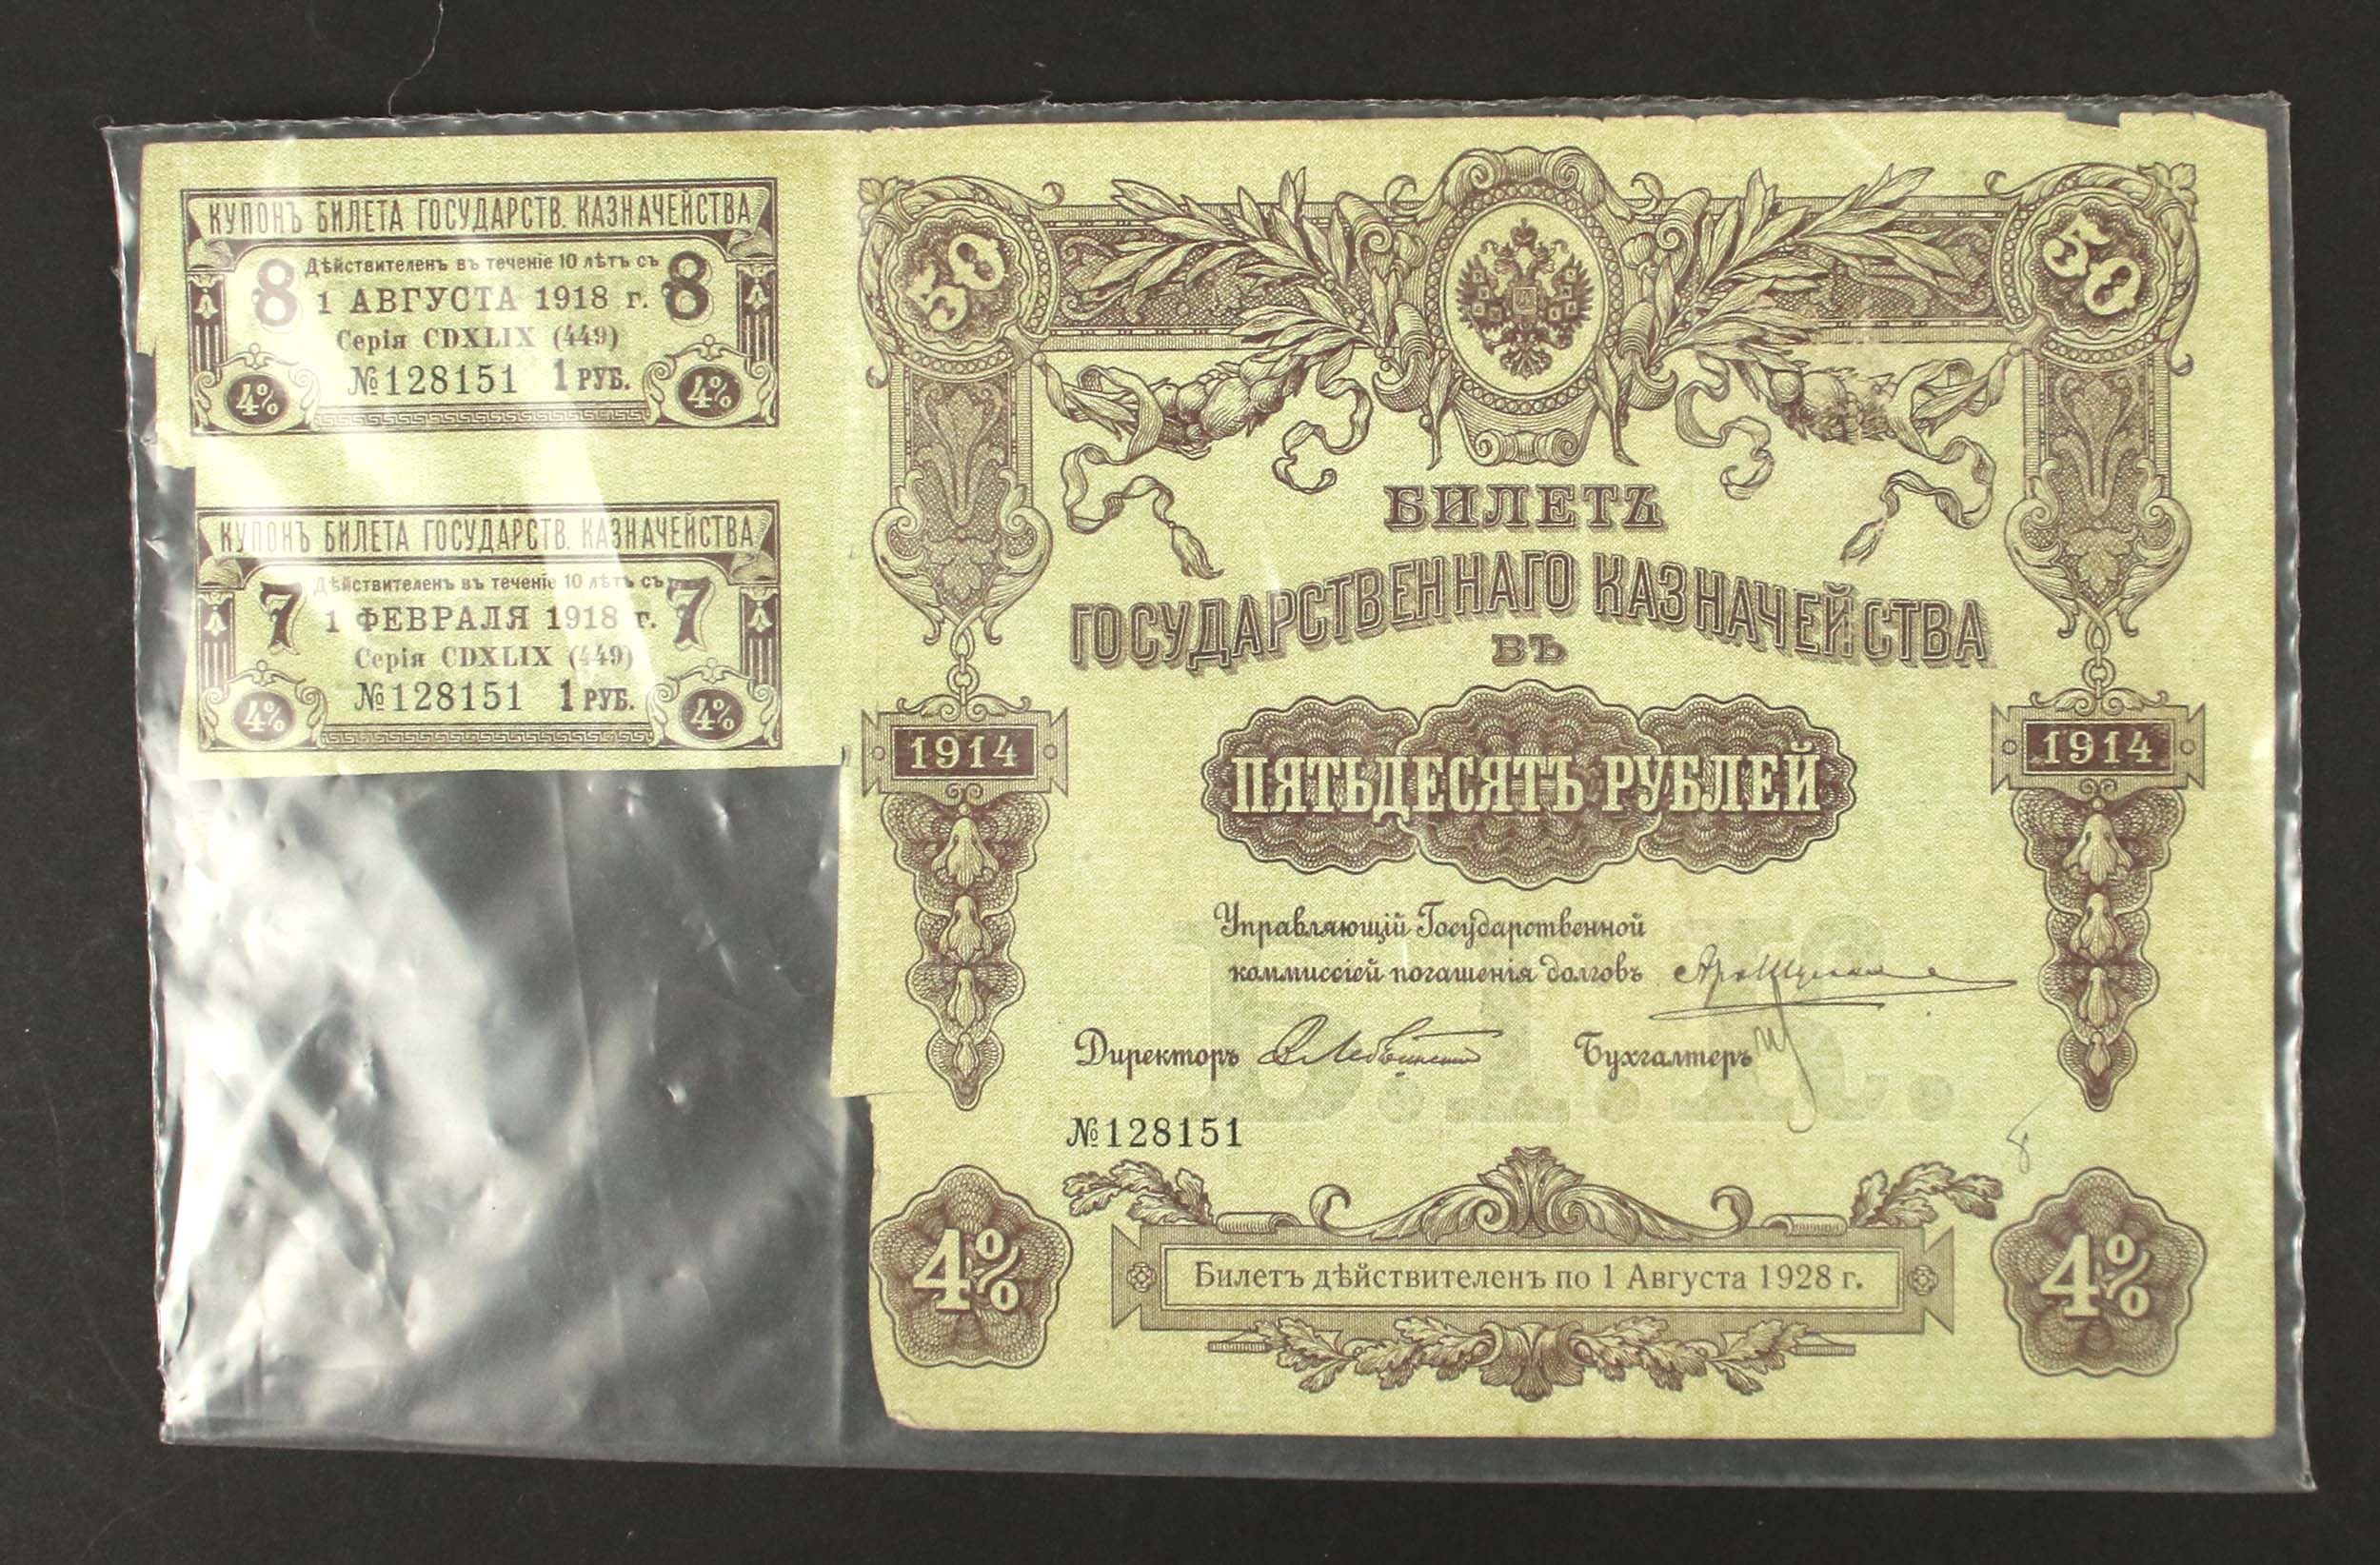 КУПОНЪ БИЛЕТА ГОСУДАРСТВ. КАЗНАЧЕЙСТВА
8 Дѣйствителенъ въ теченіе 10 лѣтъ съ 8
1 АВГУСТА 1918 г.
Серія CDXLIX (449)
№128151 1 РУБ.
4% 4%
КУПОНЪ БИЛЕТА ГОСУДАРСТВ. КАЗНАЧЕЙСТВА
7 Дѣйствителенъ въ теченіе 10 лѣтъ съ 7
1 ФЕВРАЛЯ 1918 г.
Серія CDXLIX (449)
№128151 1 РУБ.
4% 4%
50 50
БИЛЕТЪ
ГОСУДАРСТВЕННАГО КАЗНАЧЕЙСТВА
ВЪ
1914 1914
ПЯТЬДЕСЯТЪ РУБЛЕЙ
Управляющій Государственной
коммиссіей погашенія долговъ
Директоръ Бухгалтеръ
№128151
4% 4%
Билетъ дѣйствителенъ по 1 Августа 1928 г.